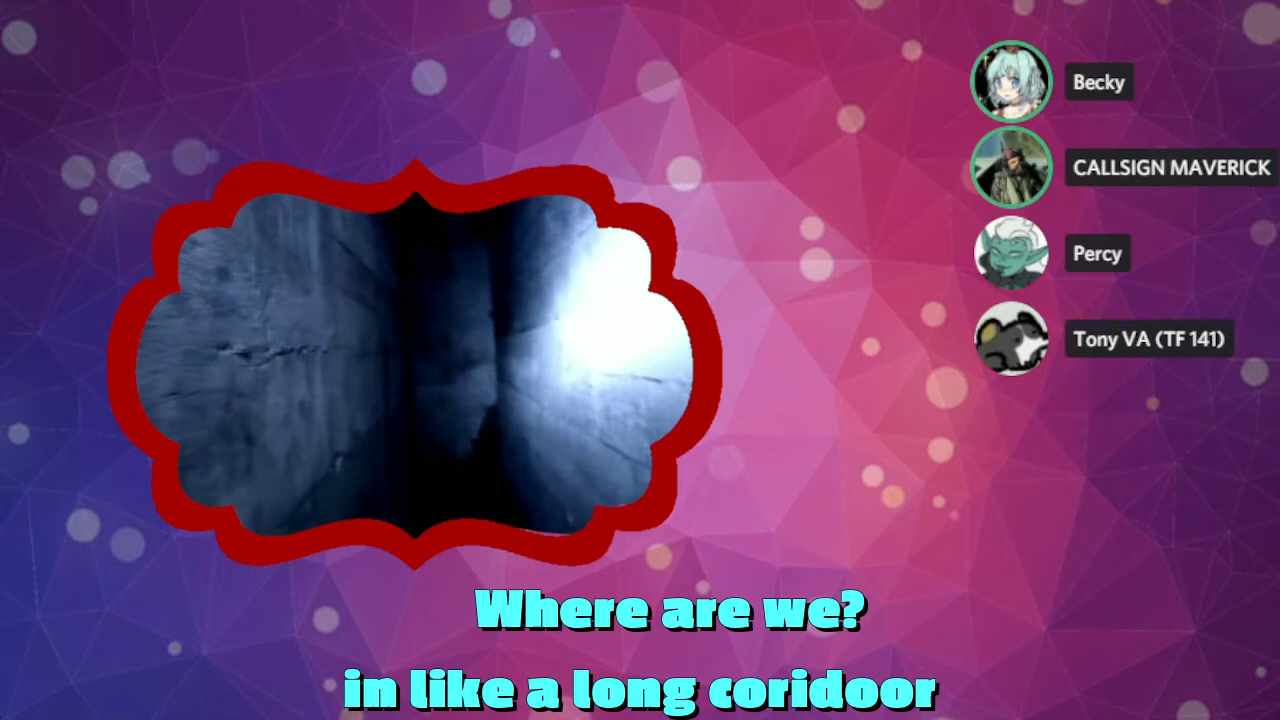 Becky
CALLSIGN MAVERICK
Percy
Tony VA (TF 141)
Where are we?
in like a long coridoor